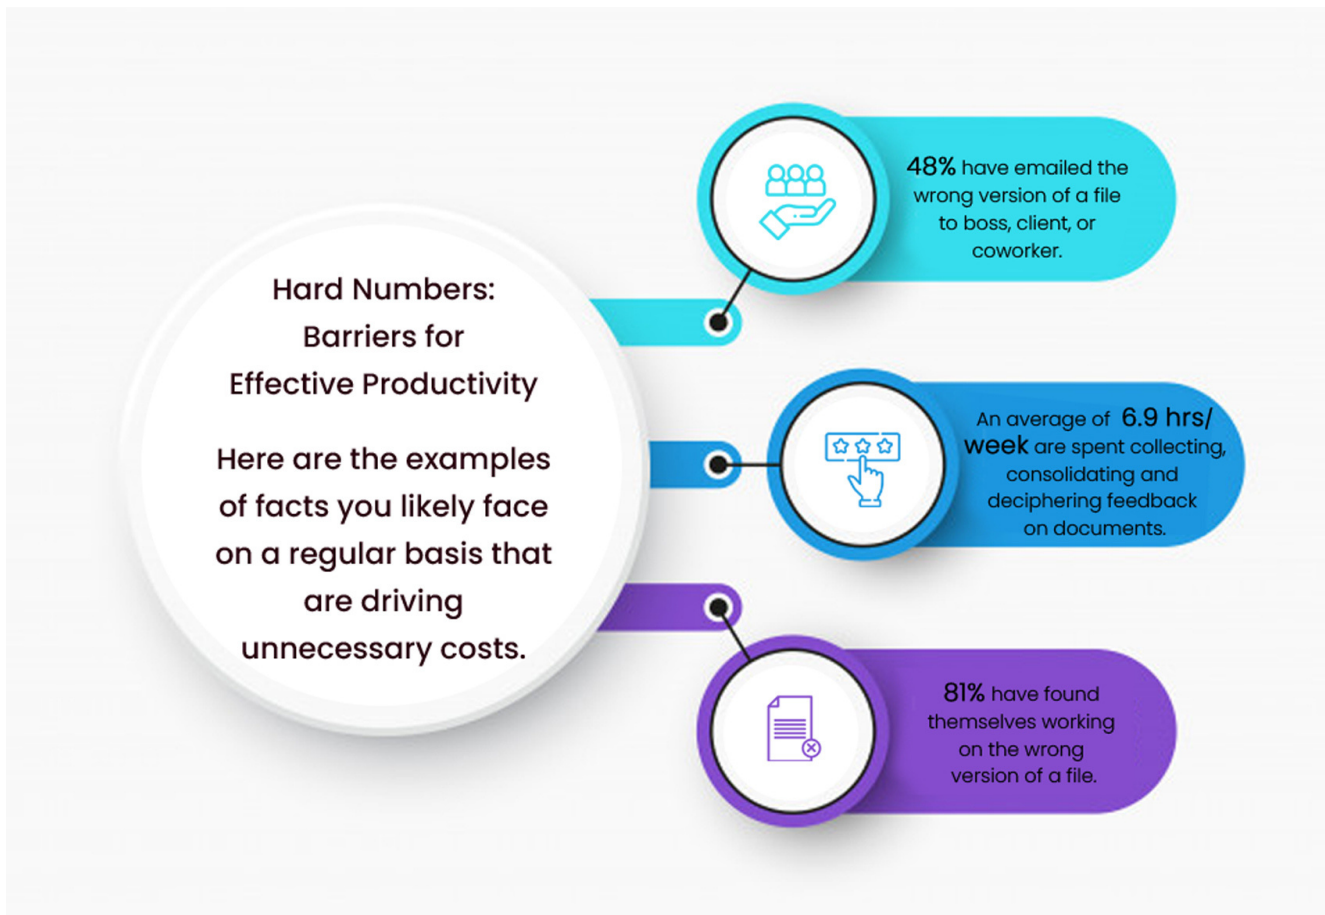 Hard Numbers:
Barriers for
Effective Productivity
Here are the examples
of facts you likely face
on a regular basis that
are driving
unnecessary costs.
48% have emailed the
wrong version of a file
to boss, client, or
coworker.
An average of 6.9 hrs/
week are spent collecting,
consolidating and
deciphering feedback
on documents.
81% have found
themselves working
on the wrong
version of a file.